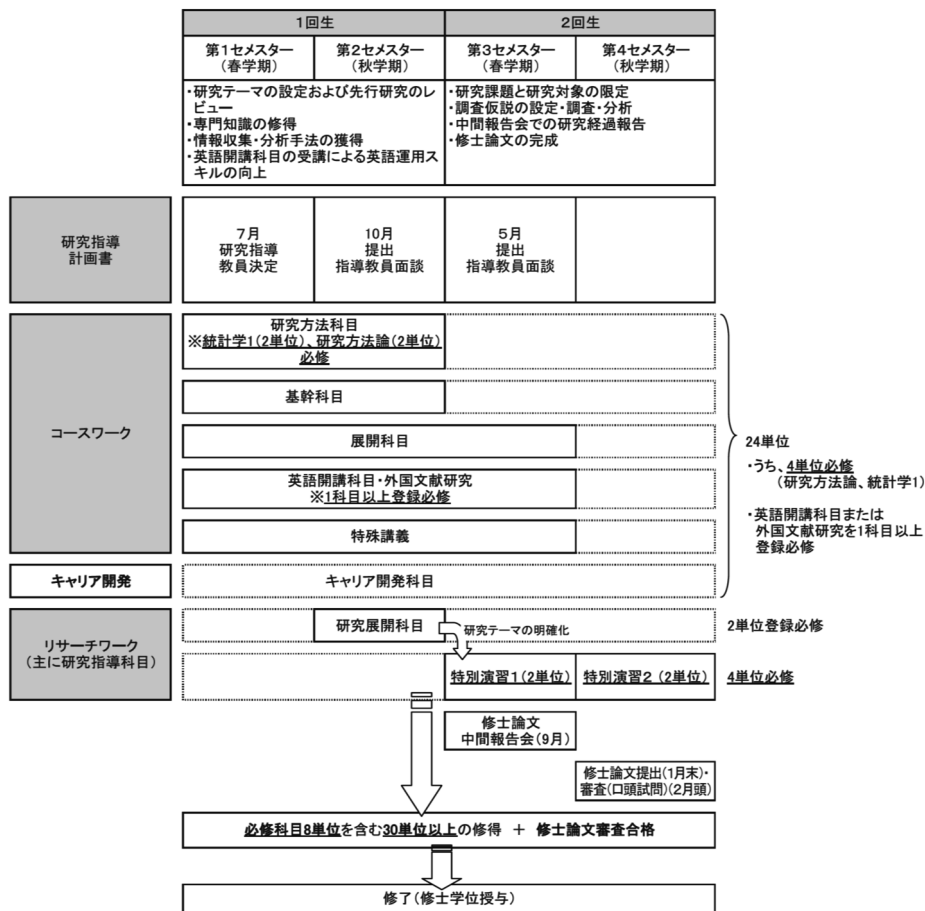 1回生
2回生
第1セメスター
(春学期)
第2セメスター
(秋学期)
第3セメスター
(春学期)
第4セメスター
(秋学期)
・研究テーマの設定および先行研究のレ
ビュー
・専門知識の修得
・情報収集・分析手法の獲得
・英語開講科目の受講による英語運用ス
キルの向上
・研究課題と研究対象の限定
・調査仮説の設定・調査・分析
・中間報告会での研究経過報告
・修士論文の完成
研究指導
計画書
7月
研究指導
教員決定
10月
提出
指導教員面談
5月
提出
指導教員面談
コースワーク
研究方法科目
※統計学1(2単位)、研究方法論(2単位)
必修
基幹科目
展開科目
英語開講科目・外国文献研究
※1科目以上登録必修
特殊講義
24単位
・うち、4単位必修
(研究方法論、統計学1)
・英語開講科目または
外国文献研究を1科目以上
登録必修
キャリア開発
キャリア開発科目
リサーチワーク
(主に研究指導科目)
研究展開科目
研究テーマの明確化
2単位登録必修
特別演習1(2単位)
特別演習2 (2単位)
4単位必修
修士論文
中間報告会(9月)
修士論文提出(1月末)・
審査(口頭試問)(2月頭)
必修科目8単位を含む30単位以上の修得 + 修士論文審査合格
修了(修士学位授与)